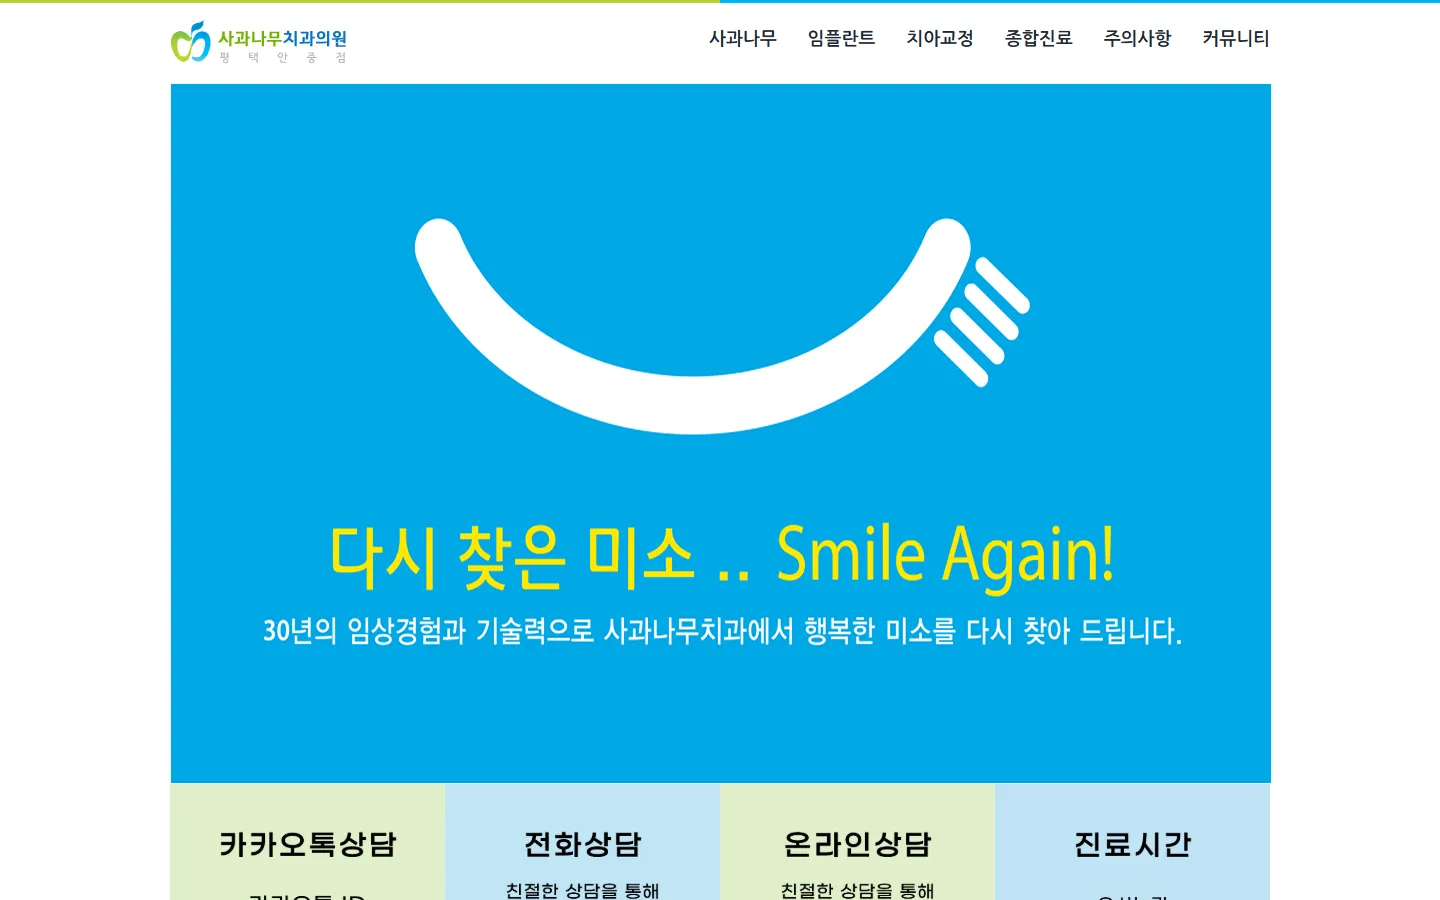 사과나무치과의원
평택안중점
사과나무 임플란트 치아교정 종합진료 주의사항 커뮤니티
다시 찾은 미소 .. Smile Again!
30년의 임상경험과 기술력으로 사과나무치과에서 행복한 미소를 다시 찾아 드립니다.
카카오톡상담 전화상담 온라인상담 진료시간
친절한 상담을 통해 친절한 상담을 통해